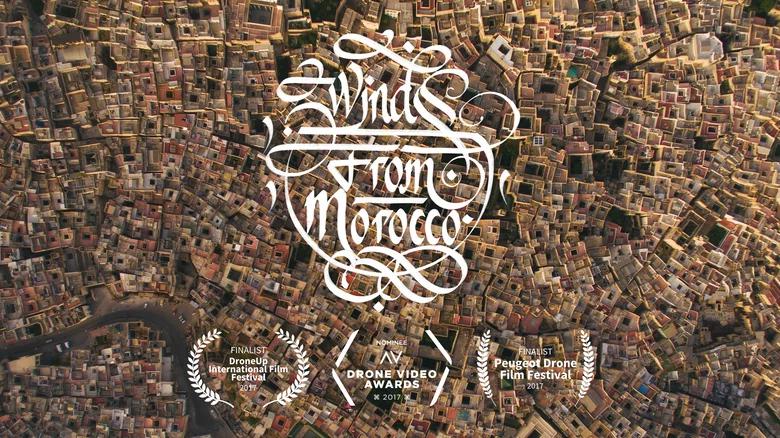 Winds
From
Morocco
FINALIST
DroneUp
International Film
Festival
2017
NOMINEE
AV
DRONE VIDEO
AWARDS
⌘ 2017 ⌘
FINALIST
Peugeot Drone
Film Festival
2017